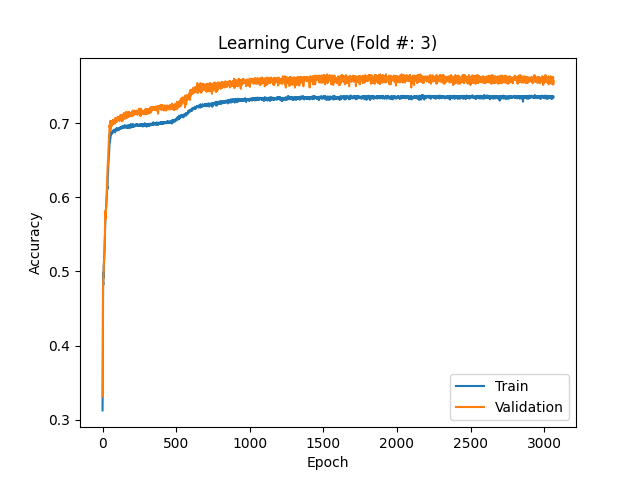 Learning Curve (Fold #: 3)
Accuracy
0.7
0.6
0.5
0.4
0.3
0 500 1000 1500 2000 2500 3000
Epoch
Train
Validation